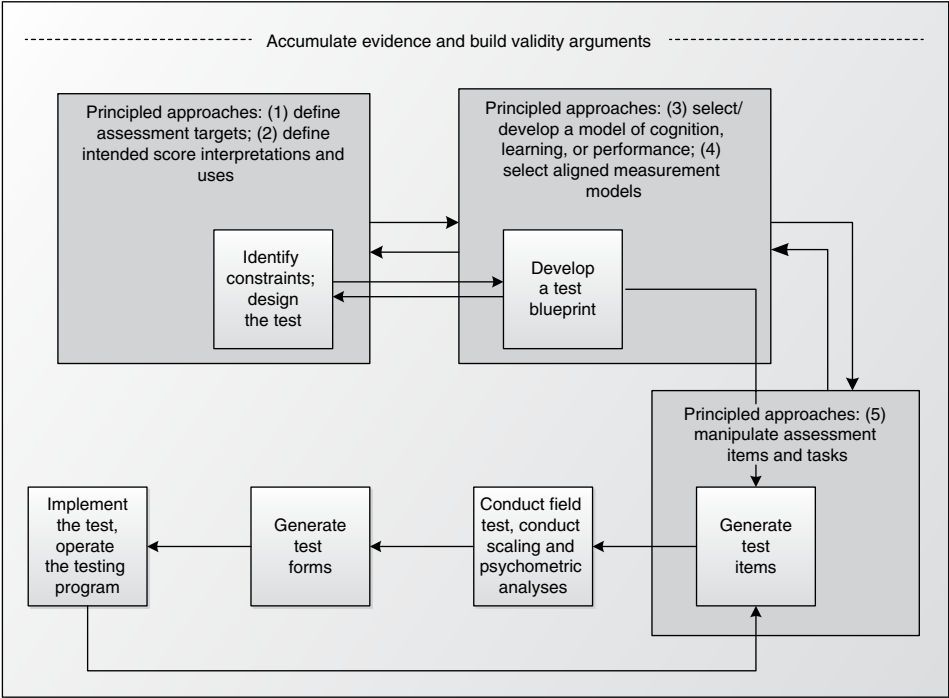 Accumulate evidence and build validity arguments
Principled approaches: (1) define
assessment targets; (2) define
intended score interpretations and
uses
Identify
constraints;
design
the test
Principled approaches: (3) select/
develop a model of cognition,
learning, or performance; (4)
select aligned measurement
models
Develop
a test
blueprint
Principled approaches: (5)
manipulate assessment
items and tasks
Generate
test
items
Conduct field
test, conduct
scaling and
psychometric
analyses
Generate
test
forms
Implement
the test,
operate
the testing
program